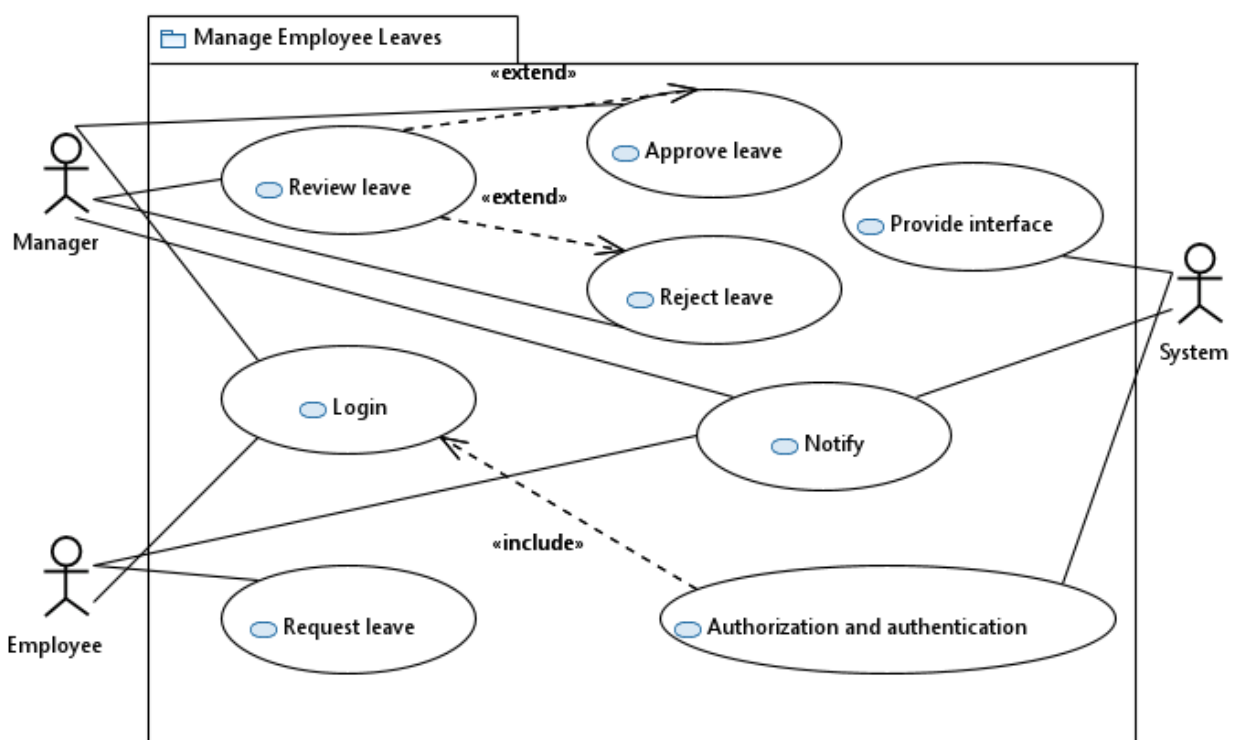 Manage Employee Leaves
«extend»
Approve leave
Review leave
«extend»
Provide interface
Manager
Reject leave
System
Login
Notify
«include»
Request leave
Authorization and authentication
Employee